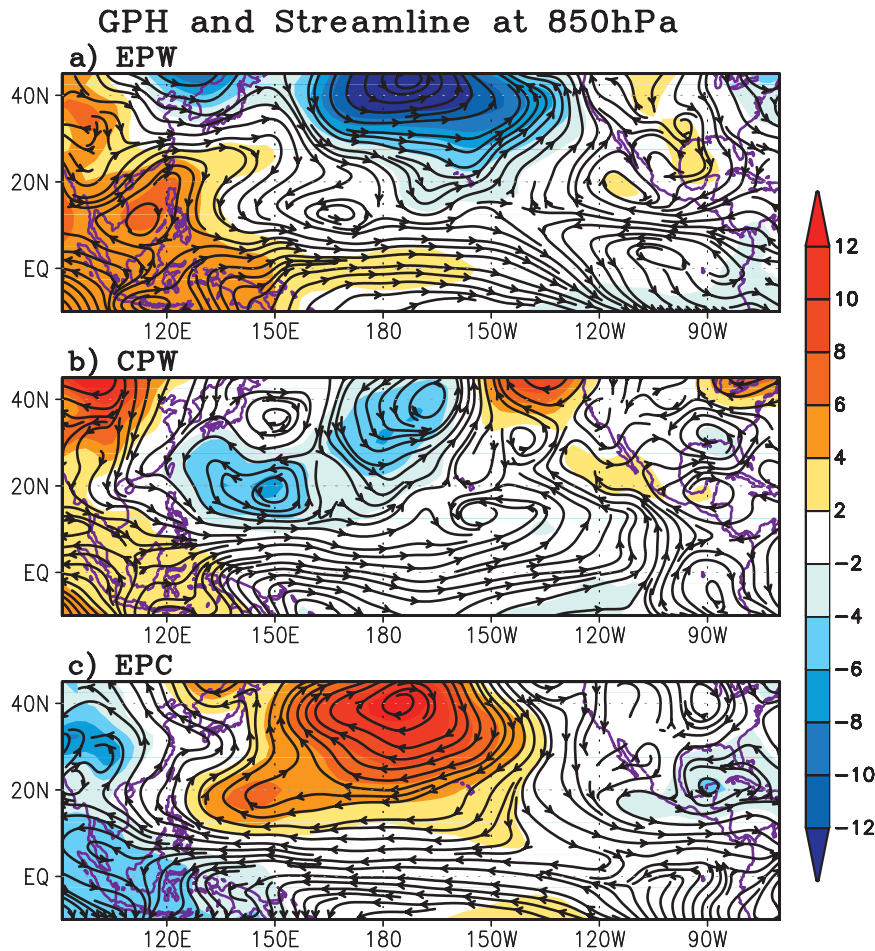 GPH and Streamline at 850hPa
a) EPW
40N
20N
EQ
120E 150E 180 150W 120W 90W
b) CPW
40N
20N
EQ
120E 150E 180 150W 120W 90W
c) EPC
40N
20N
EQ
120E 150E 180 150W 120W 90W
12
10
8
6
4
2
-2
-4
-6
-8
-10
-12